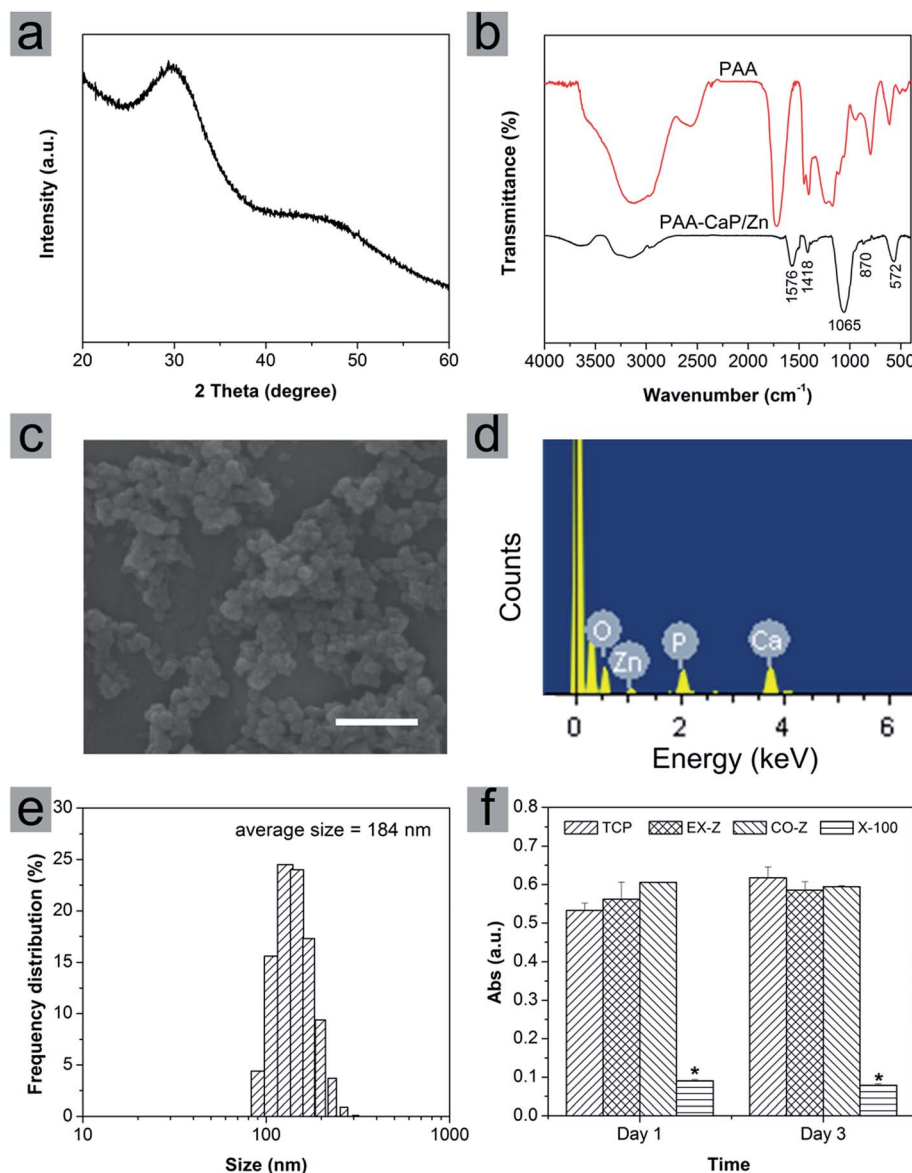 a
Intensity (a.u.)
20
30
40
50
60
2 Theta (degree)
b
Transmittance (%)
PAA
PAA-CaP/Zn
1576
1418
1065
870
572
4000 3500 3000 2500 2000 1500 1000 500
Wavenumber (cm⁻¹)
c
d
Counts
O
Zn
P
Ca
0 2 4 6
Energy (keV)
e
average size = 184 nm
Frequency distribution (%)
30
25
20
15
10
5
0
10 100 1000
Size (nm)
f
TCP EX-Z CO-Z X-100
Abs (a.u.)
0.8
0.7
0.6
0.5
0.4
0.3
0.2
0.1
0.0
*
*
Day 1 Day 3
Time